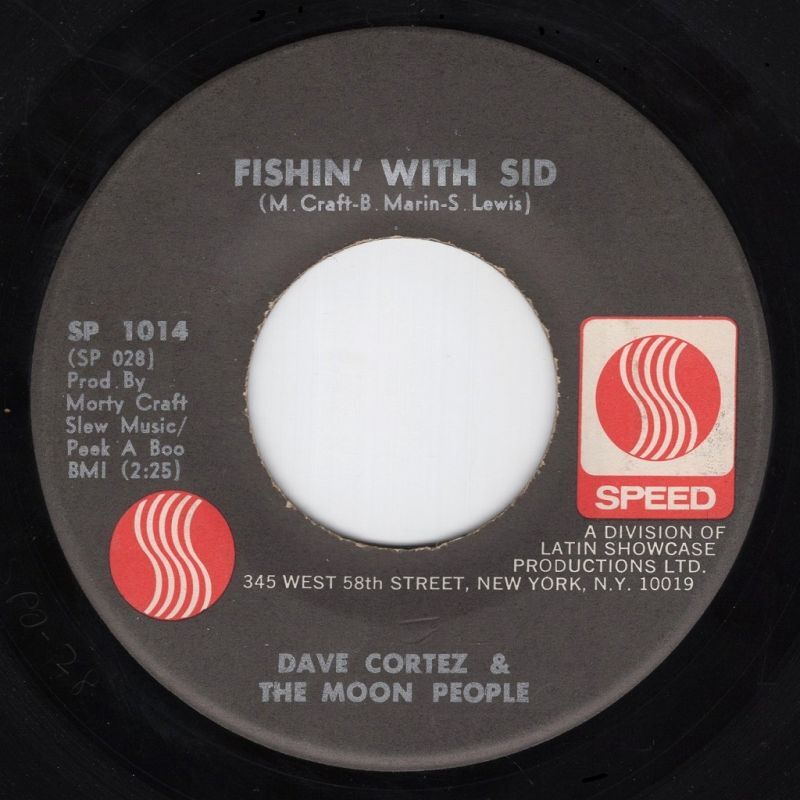 FISHIN' WITH SID
(M. Craft-B. Marin-S. Lewis)
SP 1014
(SP 028)
Prod. By
Morty Craft
Slew Music/
Peek A Boo
BMI (2:25)
SPEED
A DIVISION OF
LATIN SHOWCASE
PRODUCTIONS LTD.
345 WEST 58th STREET, NEW YORK, N.Y. 10019
DAVE CORTEZ &
THE MOON PEOPLE